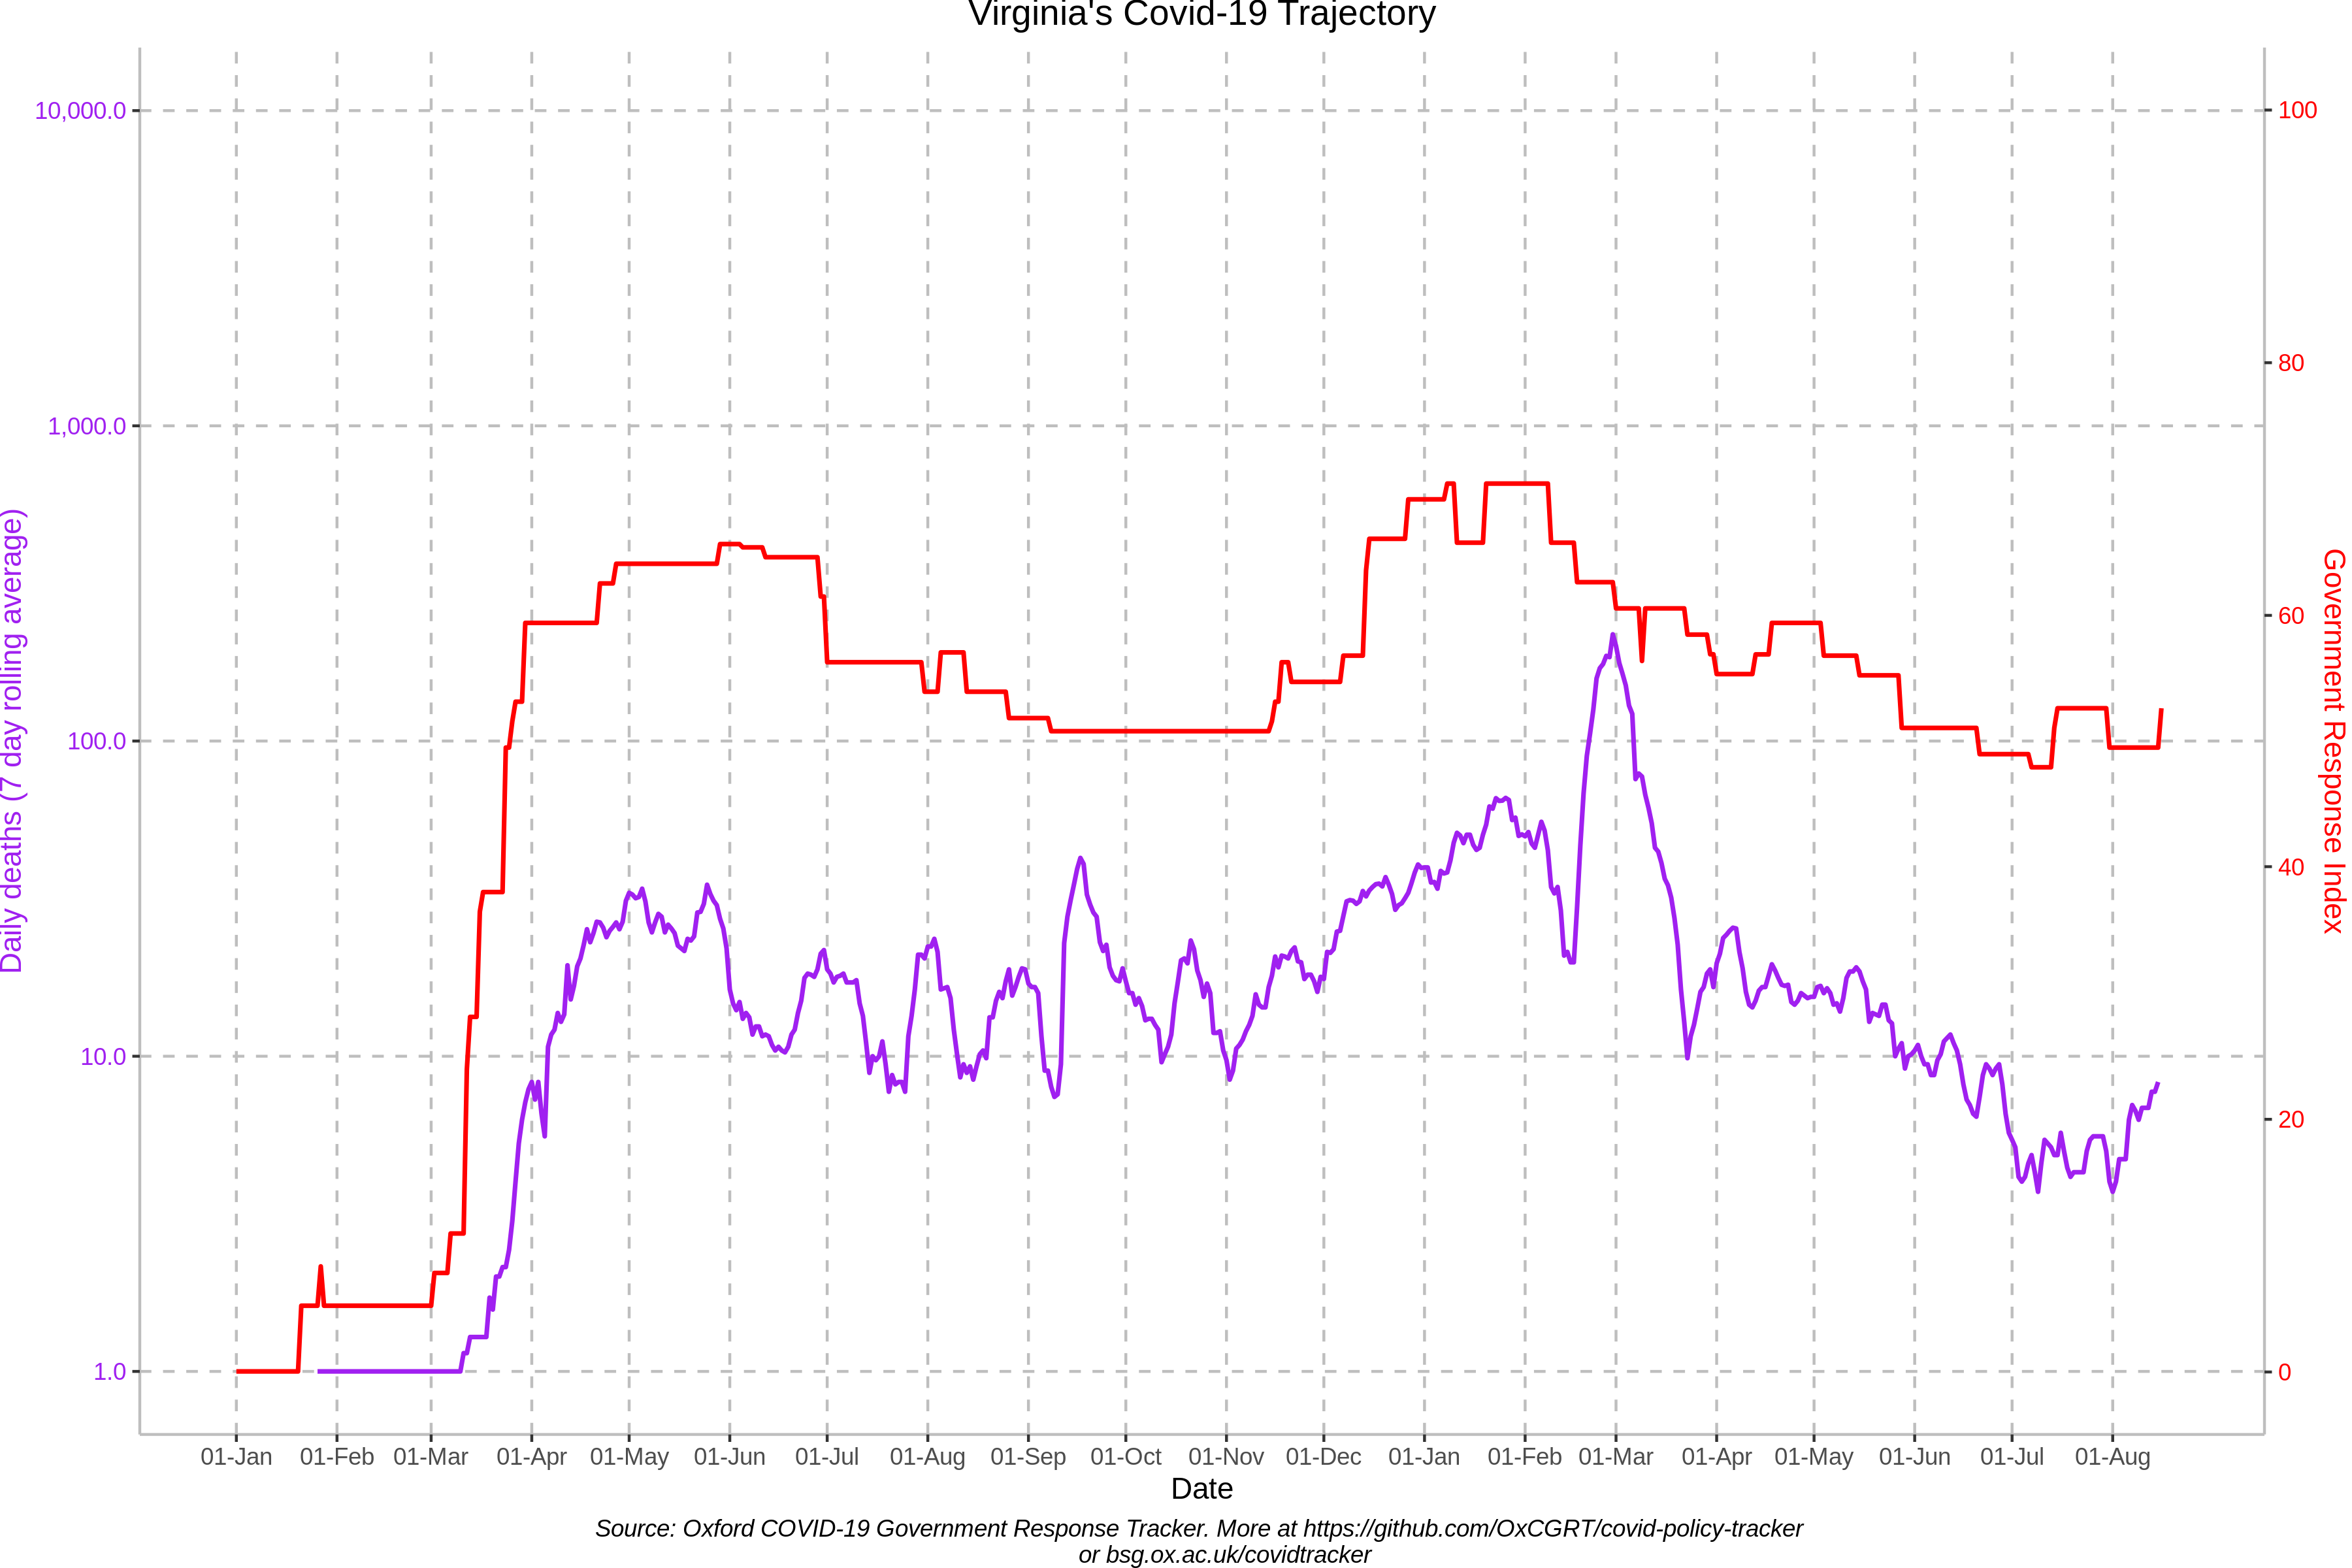 Virginia's Covid-19 Trajectory
10,000.0
1,000.0
100.0
10.0
1.0
Daily deaths (7 day rolling average)
100
80
60
40
20
0
Government Response Index
01-Jan 01-Feb 01-Mar 01-Apr 01-May 01-Jun 01-Jul 01-Aug 01-Sep 01-Oct 01-Nov 01-Dec 01-Jan 01-Feb 01-Mar 01-Apr 01-May 01-Jun 01-Jul 01-Aug
Date
Source: Oxford COVID-19 Government Response Tracker. More at https://github.com/OxCGRT/covid-policy-tracker
or bsg.ox.ac.uk/covidtracker